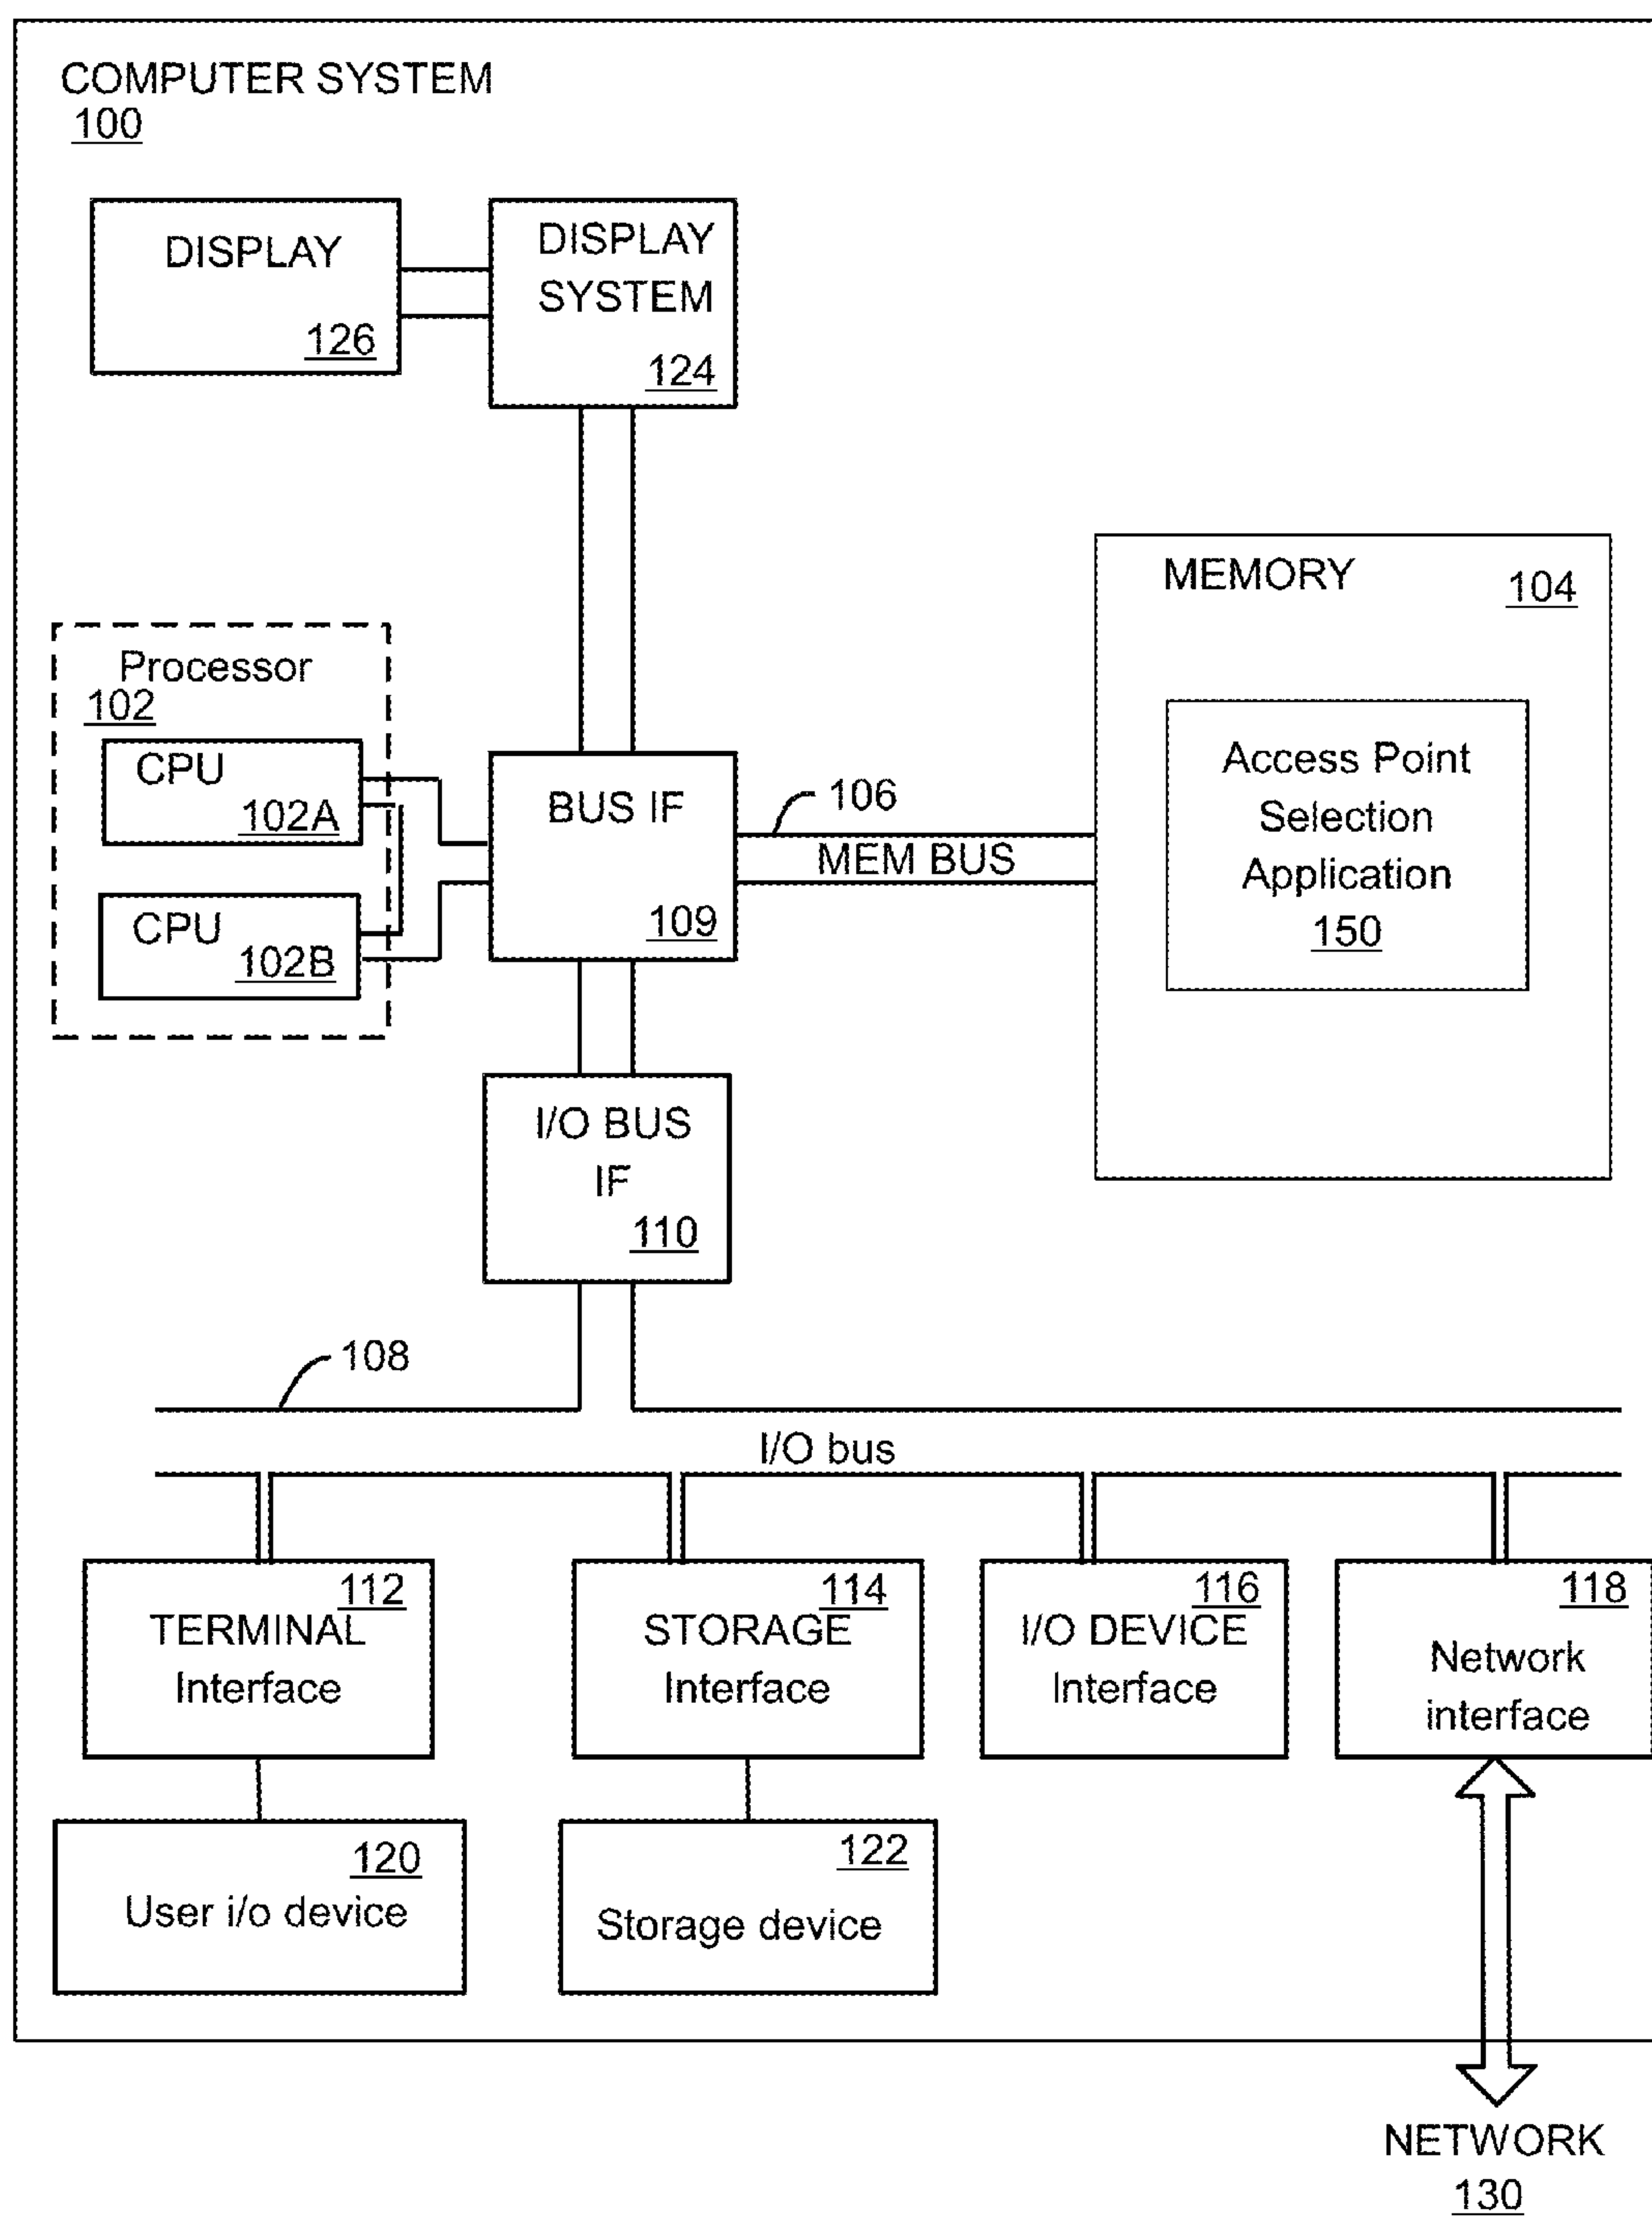 COMPUTER SYSTEM
100
DISPLAY
126
DISPLAY
SYSTEM
124
MEMORY
104
Processor
102
CPU
102A
CPU
102B
BUS IF
109
106
MEM BUS
Access Point
Selection
Application
150
I/O BUS
IF
110
108
I/O bus
112
TERMINAL
Interface
114
STORAGE
Interface
116
I/O DEVICE
Interface
118
Network
interface
120
User i/o device
122
Storage device
NETWORK
130